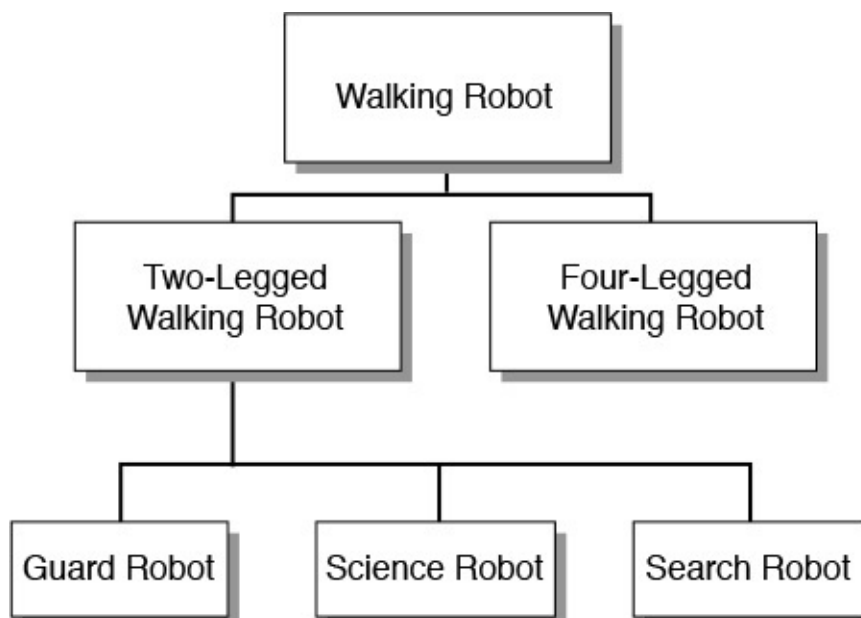 Walking Robot
Two-Legged
Walking Robot
Four-Legged
Walking Robot
Guard Robot
Science Robot
Search Robot